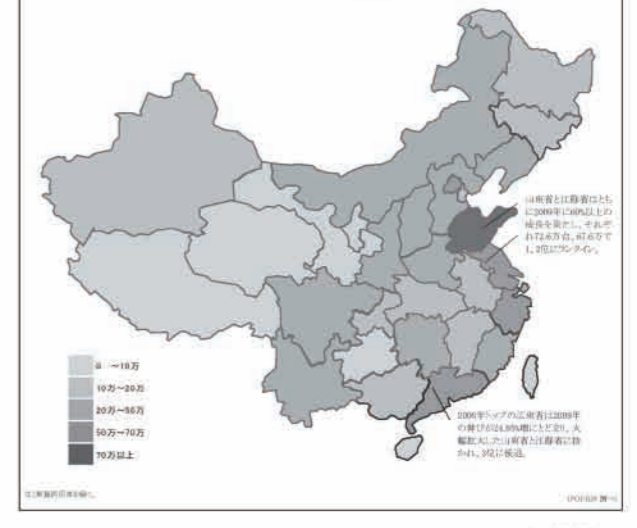 山東省と江蘇省はとも
に2009年に60%以上の
成長を果たし、それぞ
れ72.6万台、67.6万で
1、2位にランクイン。
0 ～10万
10万～20万
20万～50万
50万～70万
70万以上
2008年トップの広東省は2009年
の伸びが24.86%増にとどまり、大
幅拡大した山東省と江蘇省に抜
かれ、3位に後退。